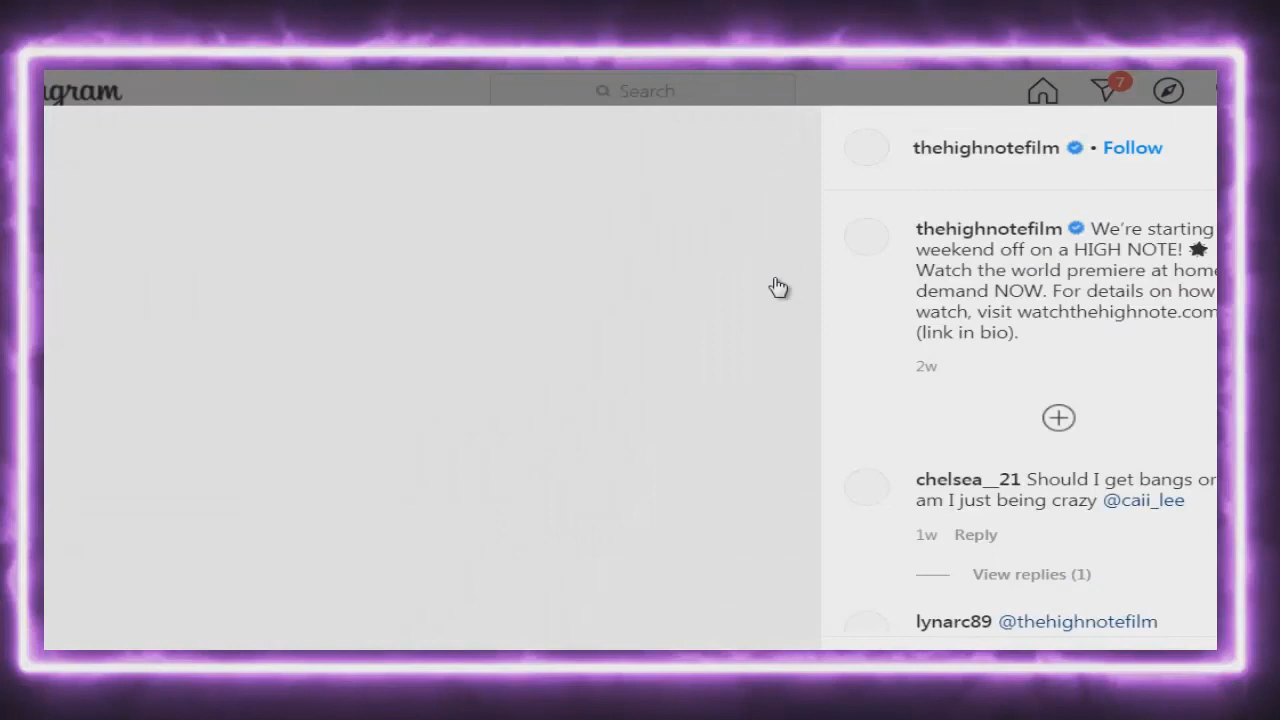 agram
Search
7
thehighnotefilm • Follow
thehighnotefilm We're starting
weekend off on a HIGH NOTE!
Watch the world premiere at home
demand NOW. For details on how
watch, visit watchthehighnote.com
(link in bio).
2w
chelsea__21 Should I get bangs or
am I just being crazy @caii_lee
1w Reply
View replies (1)
lynarc89 @thehighnotefilm